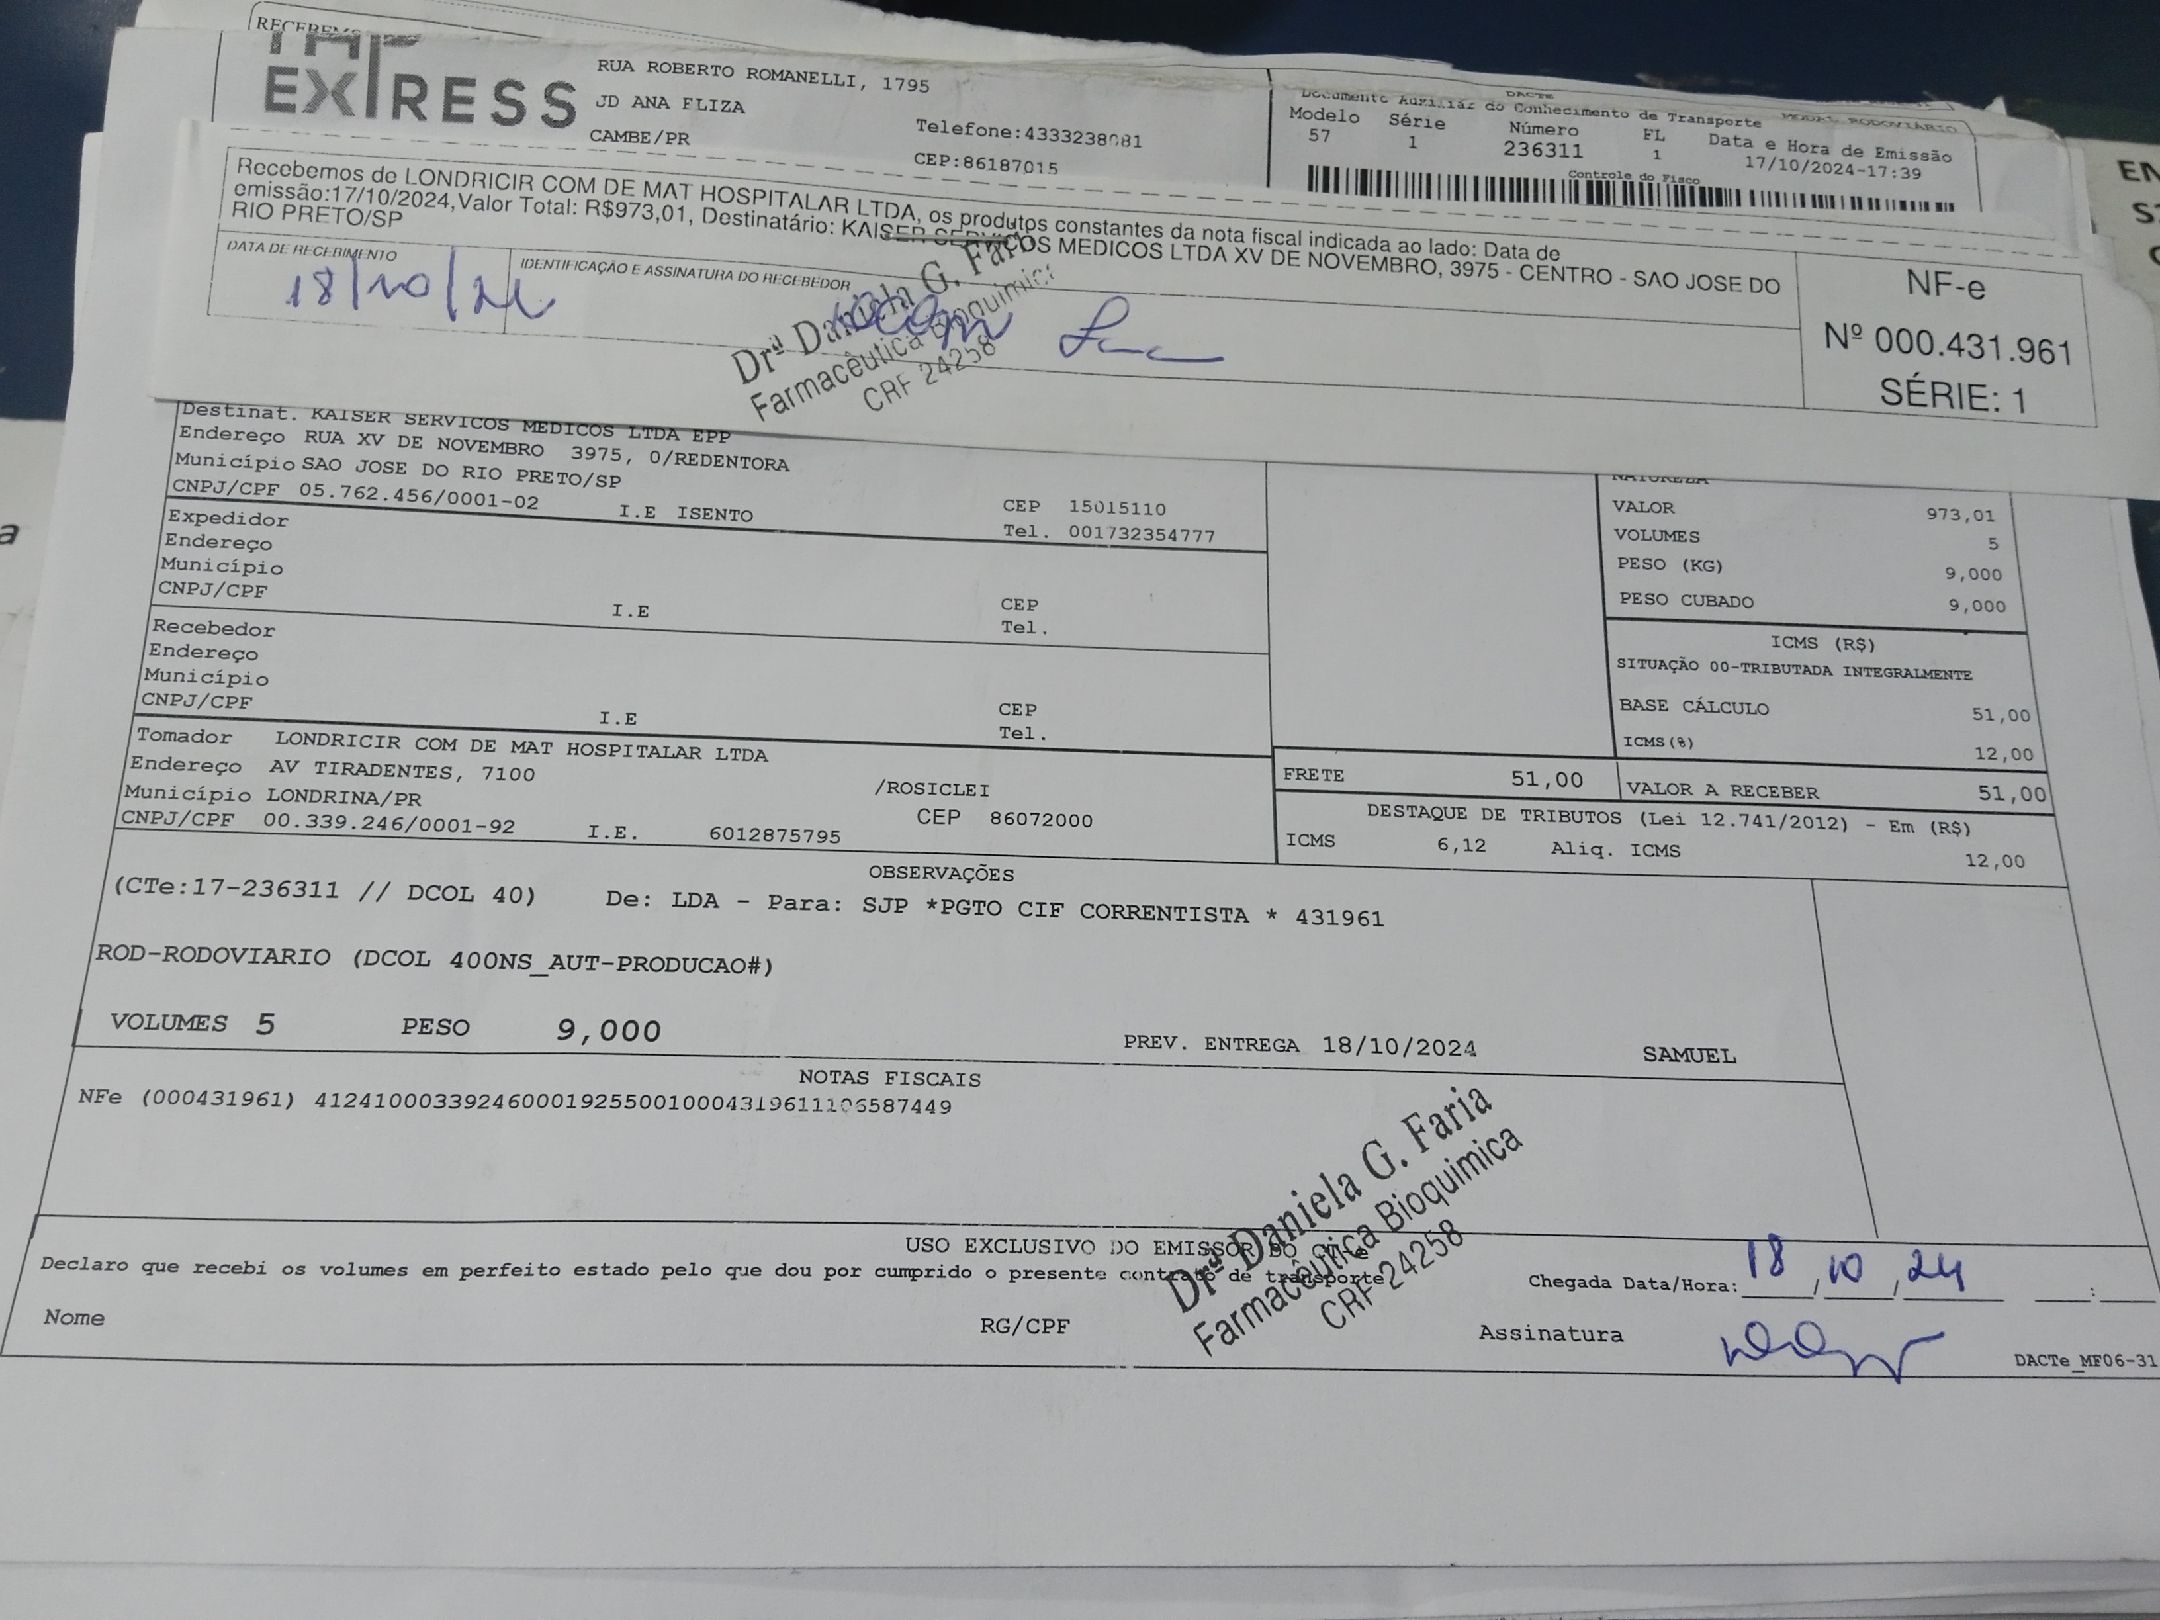 RECEBEMOS
EXPRESS
RUA ROBERTO ROMANELLI, 1795
JD ANA ELIZA
CAMBE/PR
Telefone:4333238081
CEP:86187015
DACTE
Documento Auxiliar do Conhecimento de Transporte MODAL RODOVIÁRIO
Modelo Série Número FL Data e Hora de Emissão
57 1 236311 1 17/10/2024-17:39
Controle do Fisco
Recebemos de LONDRICIR COM DE MAT HOSPITALAR LTDA, os produtos constantes da nota fiscal indicada ao lado: Data de
emissão:17/10/2024,Valor Total: R$973,01, Destinatário: KAISER SERVICOS MEDICOS LTDA XV DE NOVEMBRO, 3975 - CENTRO - SAO JOSE DO
RIO PRETO/SP
DATA DE RECEBIMENTO
18/10/24
IDENTIFICAÇÃO E ASSINATURA DO RECEBEDOR
Drª Daniela G. Faria
Farmacêutica Bioquimica
CRF 24258
NF-e
Nº 000.431.961
SÉRIE: 1
Destinat. KAISER SERVICOS MEDICOS LTDA EPP
Endereço RUA XV DE NOVEMBRO 3975, 0/REDENTORA
Município SAO JOSE DO RIO PRETO/SP
CNPJ/CPF 05.762.456/0001-02 I.E ISENTO
CEP 15015110
Tel. 001732354777
Expedidor
Endereço
Município
CNPJ/CPF I.E
CEP
Tel.
Recebedor
Endereço
Município
CNPJ/CPF I.E
CEP
Tel.
Tomador LONDRICIR COM DE MAT HOSPITALAR LTDA
Endereço AV TIRADENTES, 7100 /ROSICLEI
Município LONDRINA/PR CEP 86072000
CNPJ/CPF 00.339.246/0001-92 I.E. 6012875795
NATUREZA
VALOR 973,01
VOLUMES 5
PESO (KG) 9,000
PESO CUBADO 9,000
ICMS (R$)
SITUAÇÃO 00-TRIBUTADA INTEGRALMENTE
BASE CÁLCULO 51,00
ICMS(%) 12,00
FRETE 51,00 VALOR A RECEBER 51,00
DESTAQUE DE TRIBUTOS (Lei 12.741/2012) - Em (R$)
ICMS 6,12 Aliq. ICMS 12,00
OBSERVAÇÕES
(CTe:17-236311 // DCOL 40) De: LDA - Para: SJP *PGTO CIF CORRENTISTA * 431961
ROD-RODOVIARIO (DCOL 400NS_AUT-PRODUCAO#)
VOLUMES 5 PESO 9,000 PREV. ENTREGA 18/10/2024 SAMUEL
NOTAS FISCAIS
NFe (000431961) 41241000339246000192550010004319611106587449
Drª Daniela G. Faria
Farmacêutica Bioquimica
CRF 24258
USO EXCLUSIVO DO EMISSOR DO CT-e
Declaro que recebi os volumes em perfeito estado pelo que dou por cumprido o presente contrato de transporte
Chegada Data/Hora: 18/10/24 :
Nome RG/CPF Assinatura
DACTe_MF06-31